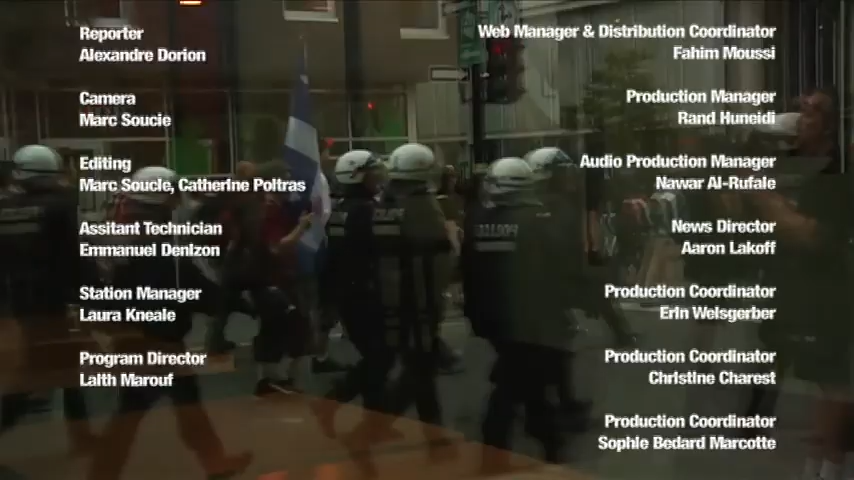 Reporter
Alexandre Dorion
Camera
Marc Soucie
Editing
Marc Soucie, Catherine Poitras
Assitant Technician
Emmanuel Denizon
Station Manager
Laura Kneale
Program Director
Laith Marouf
Web Manager & Distribution Coordinator
Fahim Moussi
Production Manager
Rand Huneidi
Audio Production Manager
Nawar Al-Rufaie
News Director
Aaron Lakoff
Production Coordinator
Erin Weisgerber
Production Coordinator
Christine Charest
Production Coordinator
Sophie Bedard Marcotte
POLICE